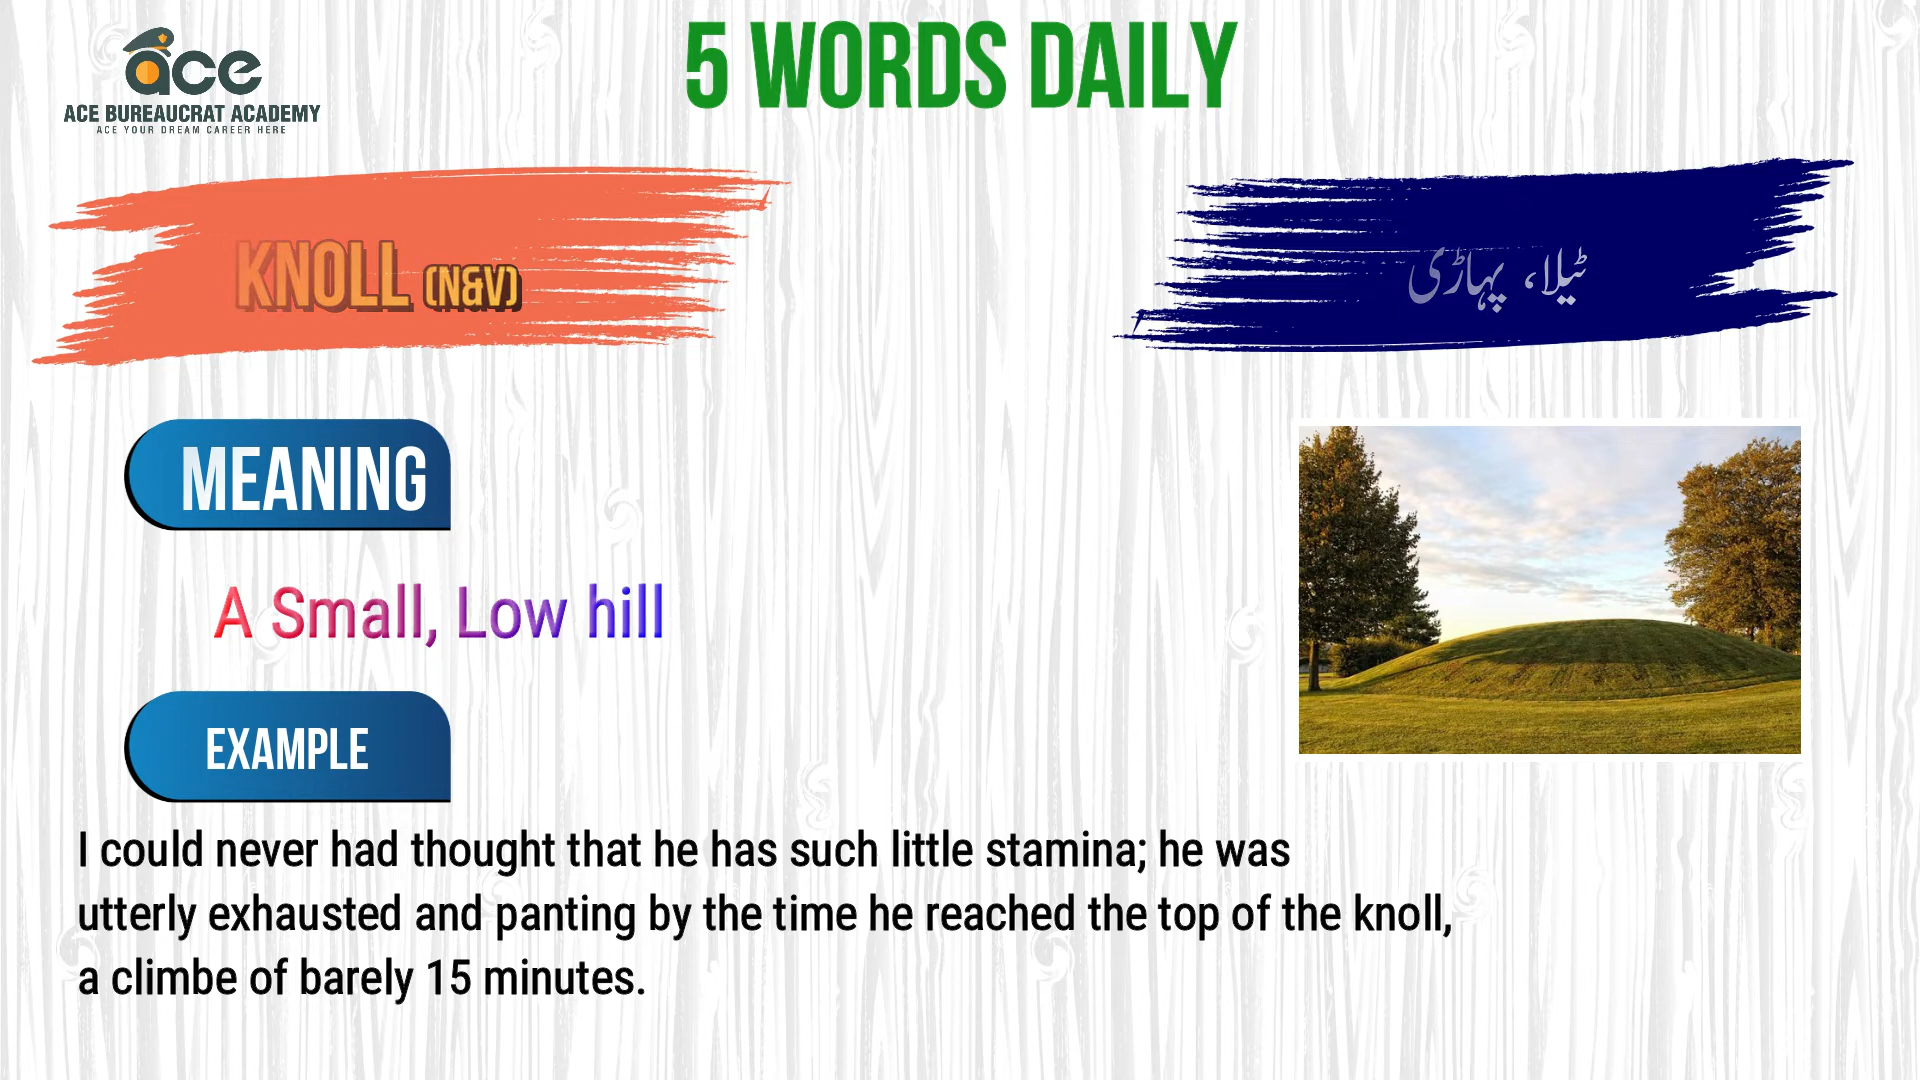 ace
ACE BUREAUCRAT ACADEMY
ACE YOUR DREAM CAREER HERE
5 WORDS DAILY
KNOLL (N&V)
ٹیلا، پہاڑی
MEANING
A Small, Low hill
EXAMPLE
I could never had thought that he has such little stamina; he was
utterly exhausted and panting by the time he reached the top of the knoll,
a climbe of barely 15 minutes.